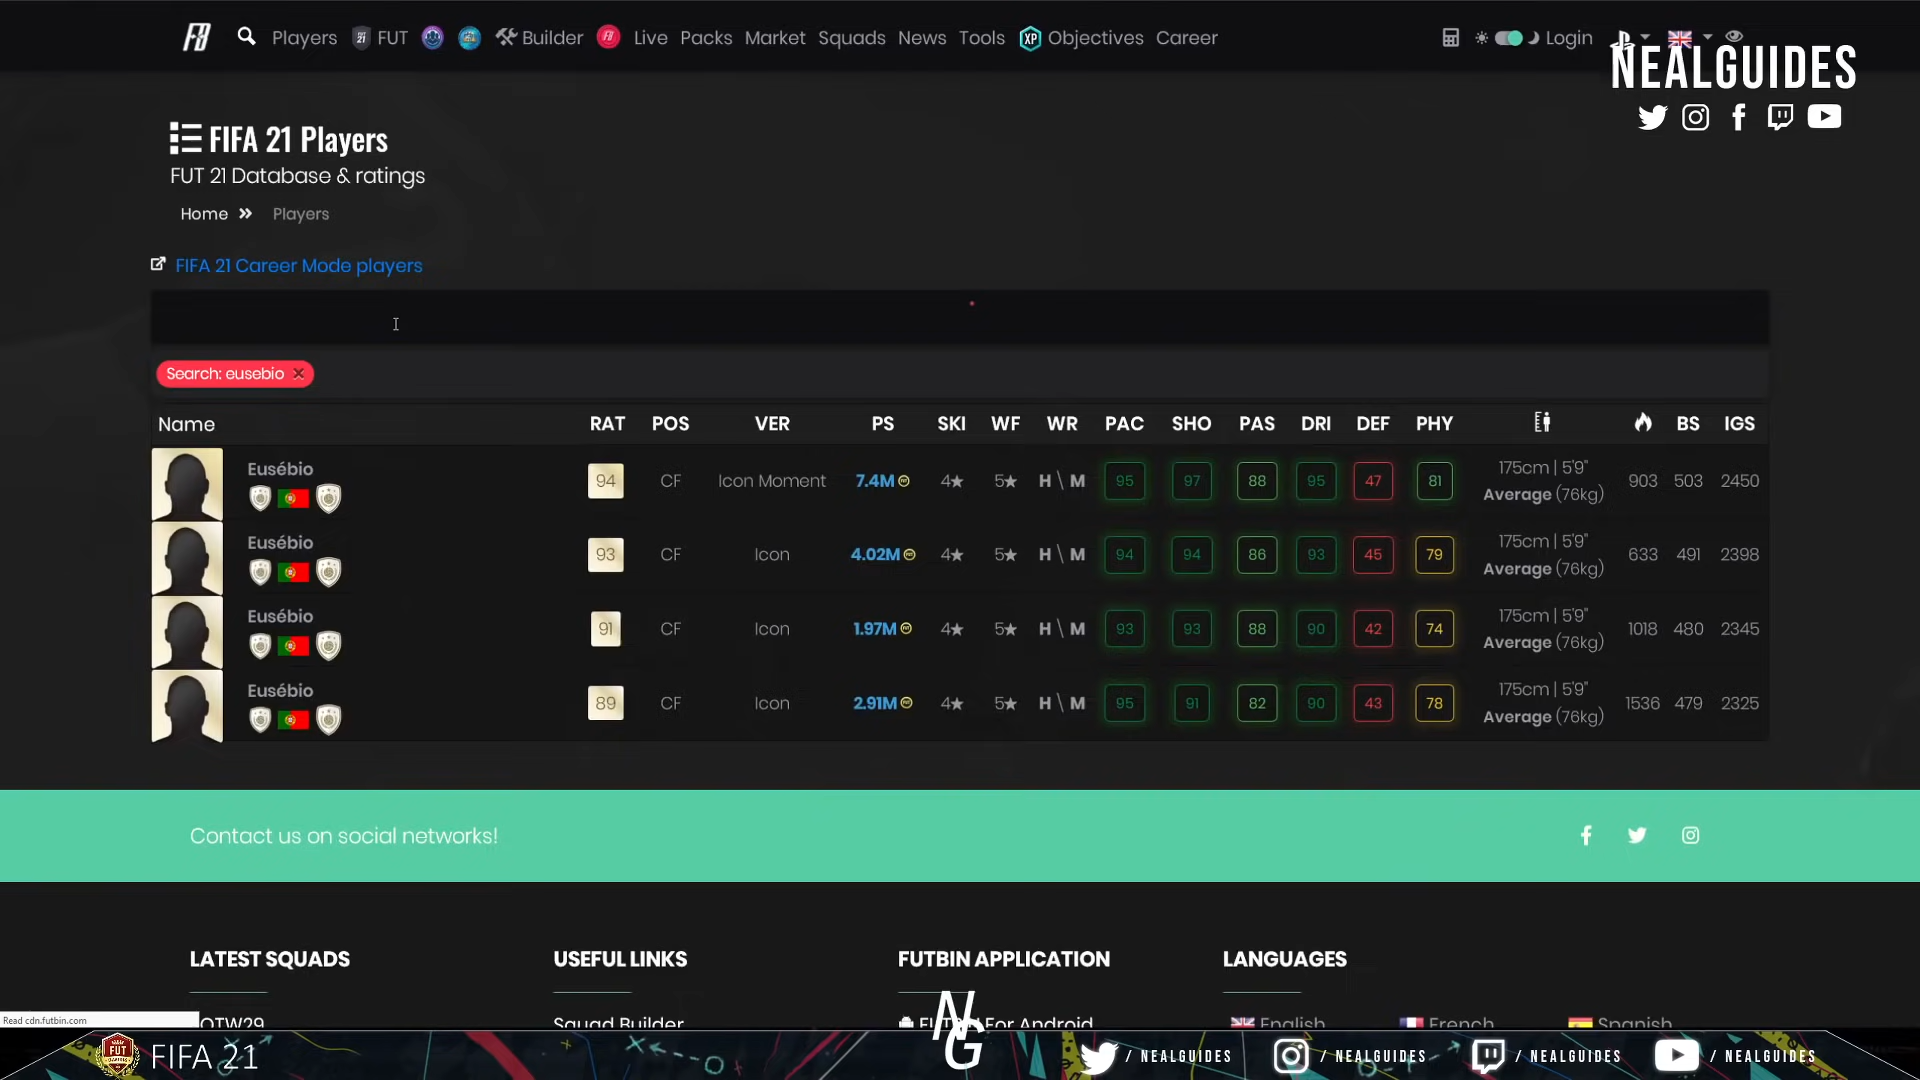 Players FUT Builder Live Packs Market Squads News Tools XP Objectives Career Login
NEALGUIDES
FIFA 21 Players
FUT 21 Database & ratings
Home » Players
FIFA 21 Career Mode players
Search: eusebio ×
Name RAT POS VER PS SKI WF WR PAC SHO PAS DRI DEF PHY BS IGS
Eusébio 94 CF Icon Moment 7.4M 4★ 5★ H \ M 95 97 88 95 47 81 175cm | 5'9" Average (76kg) 903 503 2450
Eusébio 93 CF Icon 4.02M 4★ 5★ H \ M 94 94 86 93 45 79 175cm | 5'9" Average (76kg) 633 491 2398
Eusébio 91 CF Icon 1.97M 4★ 5★ H \ M 93 93 88 90 42 74 175cm | 5'9" Average (76kg) 1018 480 2345
Eusébio 89 CF Icon 2.91M 4★ 5★ H \ M 95 91 82 90 43 78 175cm | 5'9" Average (76kg) 1536 479 2325
Contact us on social networks!
LATEST SQUADS USEFUL LINKS FUTBIN APPLICATION LANGUAGES
Read cdn.futbin.com
OTW29 Squad Builder For Android English French Spanish
NG
FUT FIFA 21 / NEALGUIDES / NEALGUIDES / NEALGUIDES / NEALGUIDES